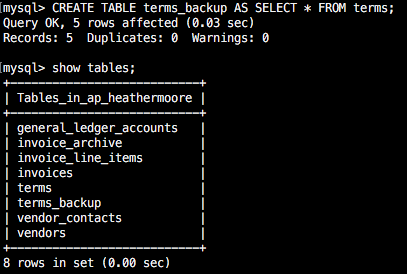 [mysql> CREATE TABLE terms_backup AS SELECT * FROM terms;
Query OK, 5 rows affected (0.03 sec)
Records: 5  Duplicates: 0  Warnings: 0

[mysql> show tables;
+----------------------------+
| Tables_in_ap_heathermoore |
+----------------------------+
| general_ledger_accounts    |
| invoice_archive            |
| invoice_line_items         |
| invoices                   |
| terms                      |
| terms_backup               |
| vendor_contacts            |
| vendors                    |
+----------------------------+
8 rows in set (0.00 sec)